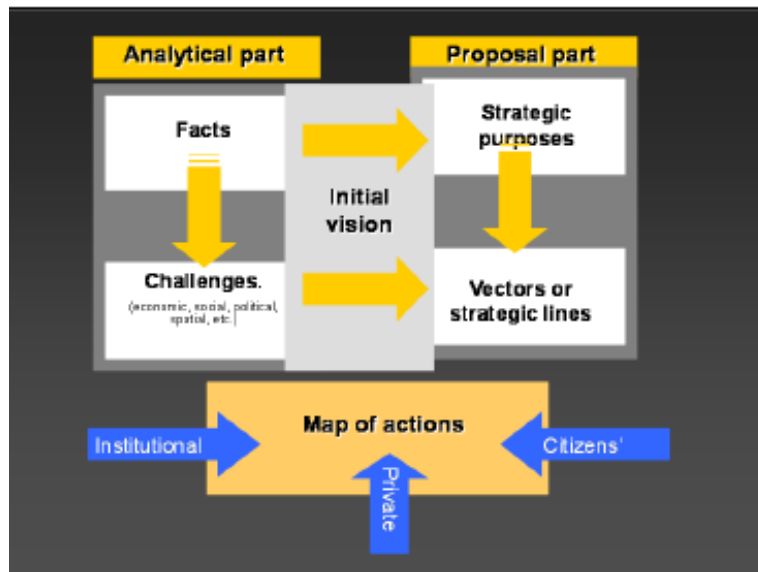 Analytical part
Proposal part
Facts
Strategic
purposes
Initial
vision
Challenges.
(economic, social, political,
spatial, etc.
Vectors or
strategic lines
Map of actions
Institutional
Citizens'
Private